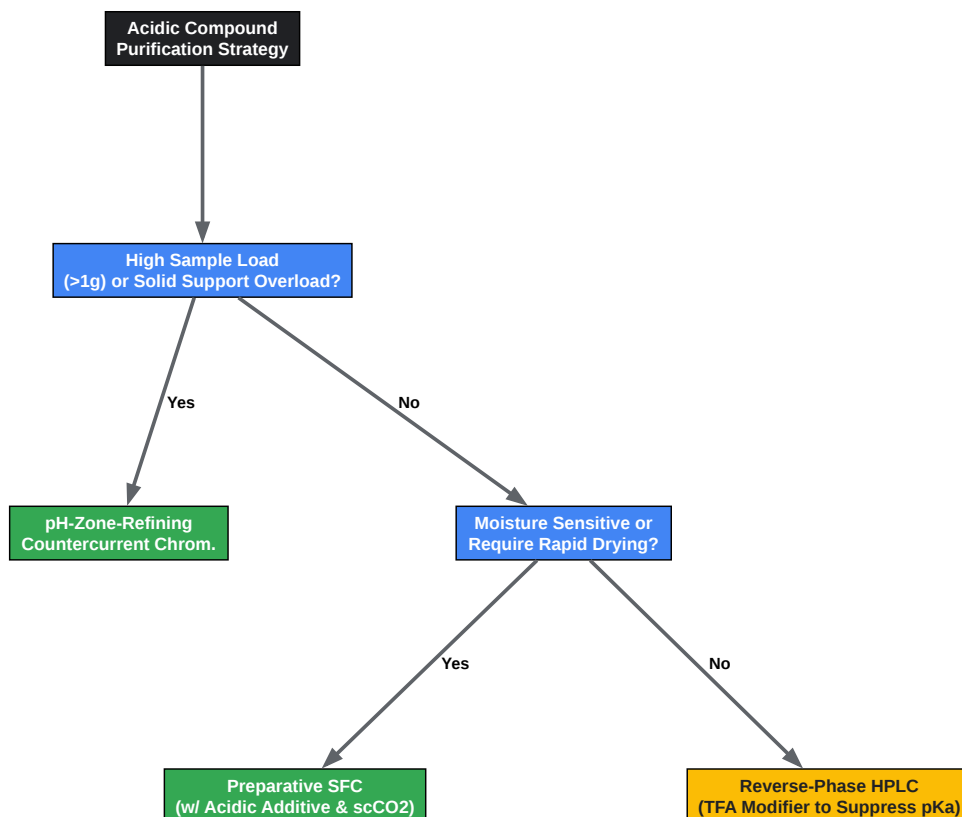 Acidic Compound
Purification Strategy
High Sample Load
(>1g) or Solid Support Overload?
Yes
No
pH-Zone-Refining
Countercurrent Chrom.
Moisture Sensitive or
Require Rapid Drying?
Yes
No
Preparative SFC
(w/ Acidic Additive & scCO2)
Reverse-Phase HPLC
(TFA Modifier to Suppress pKa)